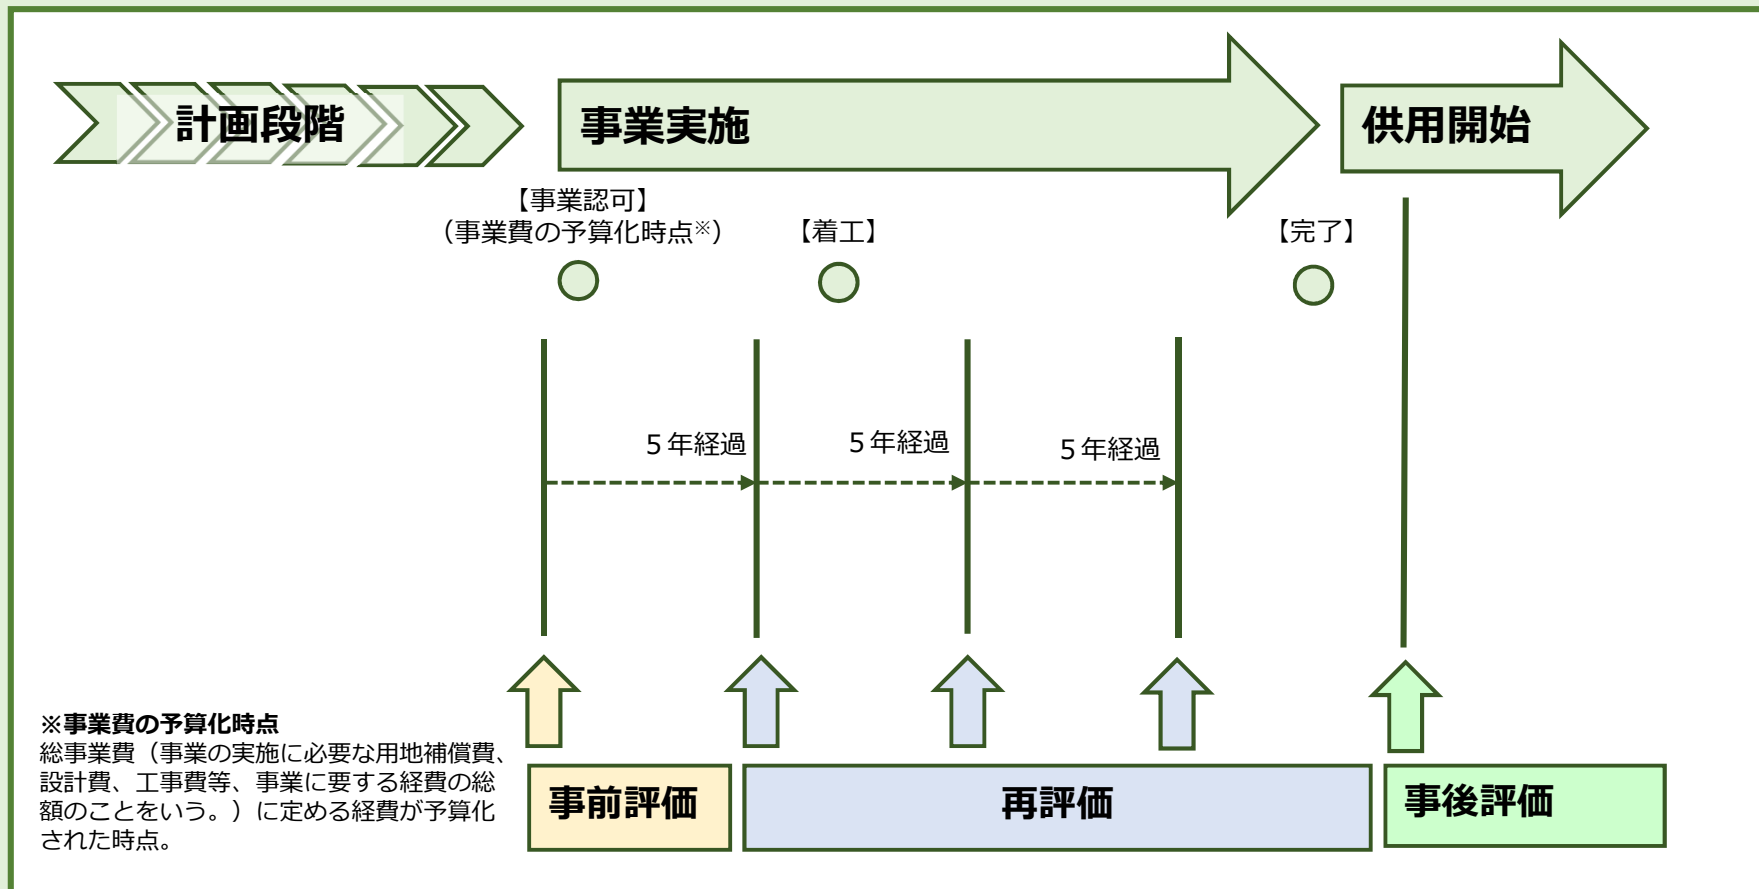 計画段階
事業実施
供用開始
【事業認可】
（事業費の予算化時点※）
【着工】
【完了】
５年経過
５年経過
５年経過
※事業費の予算化時点
総事業費（事業の実施に必要な用地補償費、
設計費、工事費等、事業に要する経費の総
額のことをいう。）に定める経費が予算化
された時点。
事前評価
再評価
事後評価